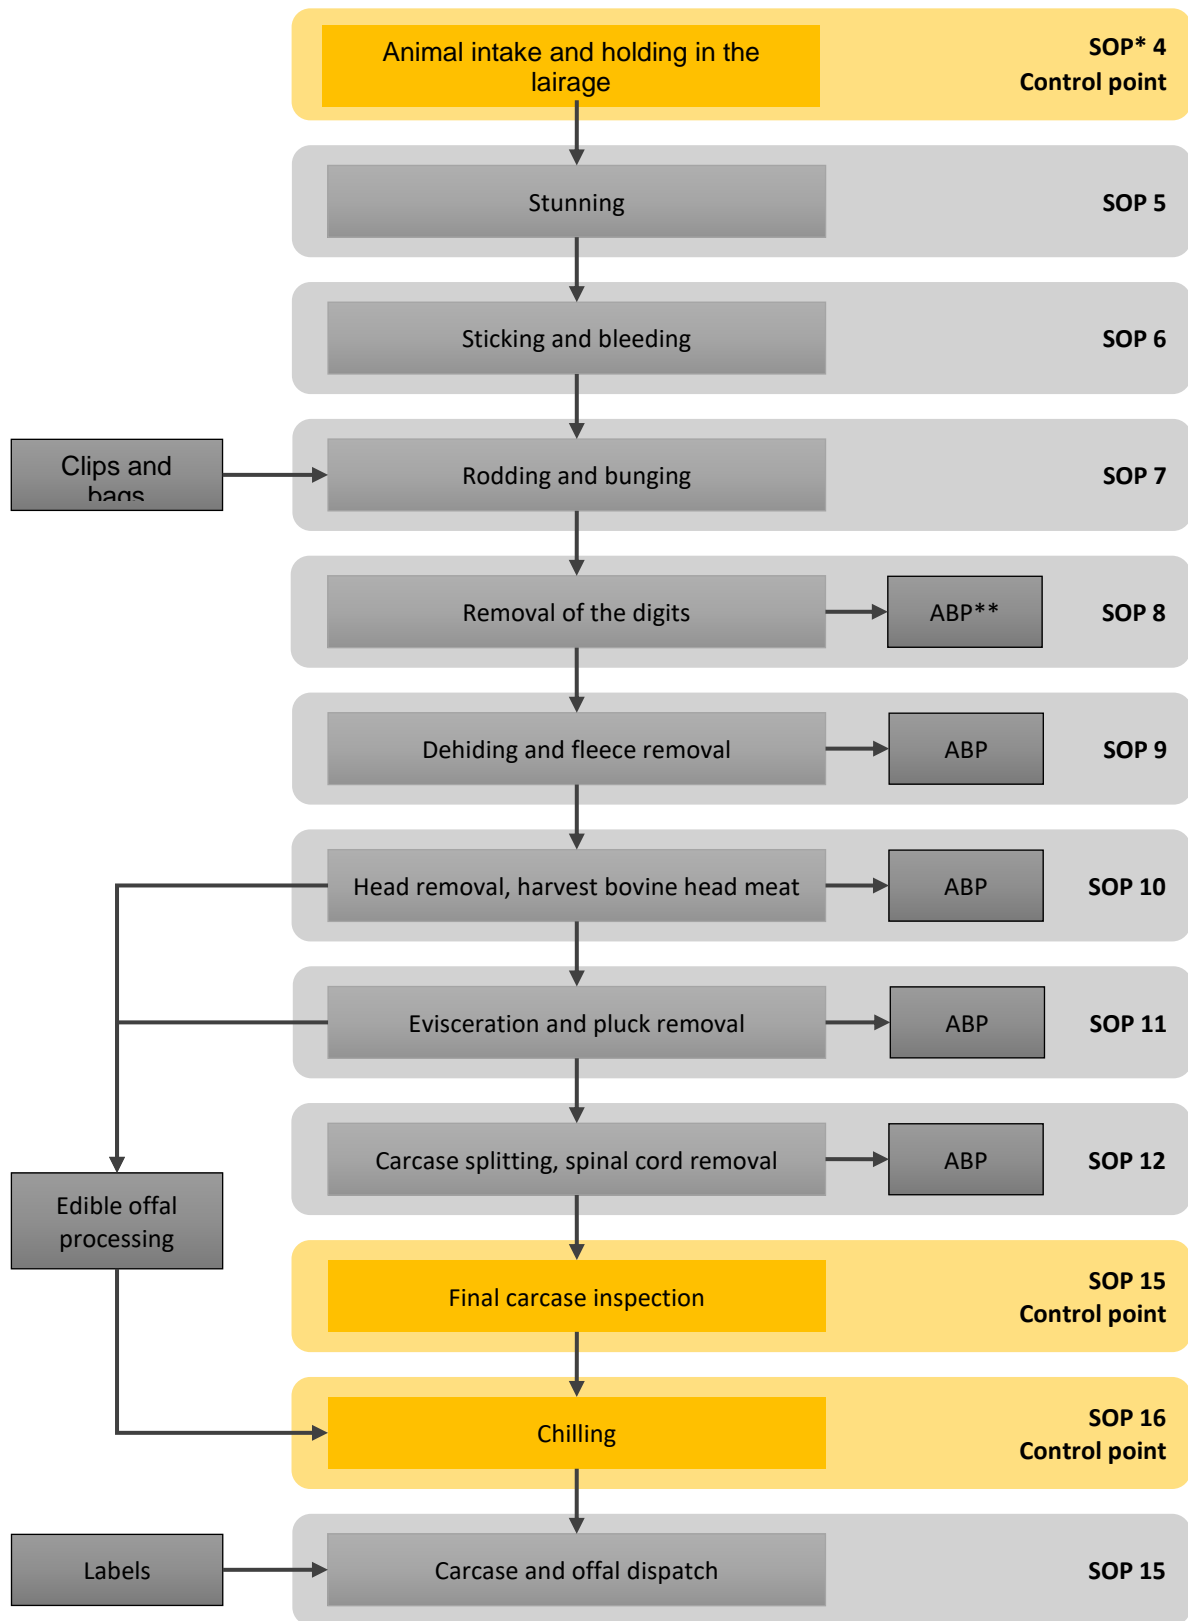 Animal intake and holding in the
lairage
SOP* 4
Control point
Stunning
SOP 5
Sticking and bleeding
SOP 6
Clips and
bags
Rodding and bunging
SOP 7
Removal of the digits
ABP**
SOP 8
Dehiding and fleece removal
ABP
SOP 9
Head removal, harvest bovine head meat
ABP
SOP 10
Evisceration and pluck removal
ABP
SOP 11
Carcase splitting, spinal cord removal
ABP
SOP 12
Edible offal
processing
Final carcase inspection
SOP 15
Control point
Chilling
SOP 16
Control point
Labels
Carcase and offal dispatch
SOP 15